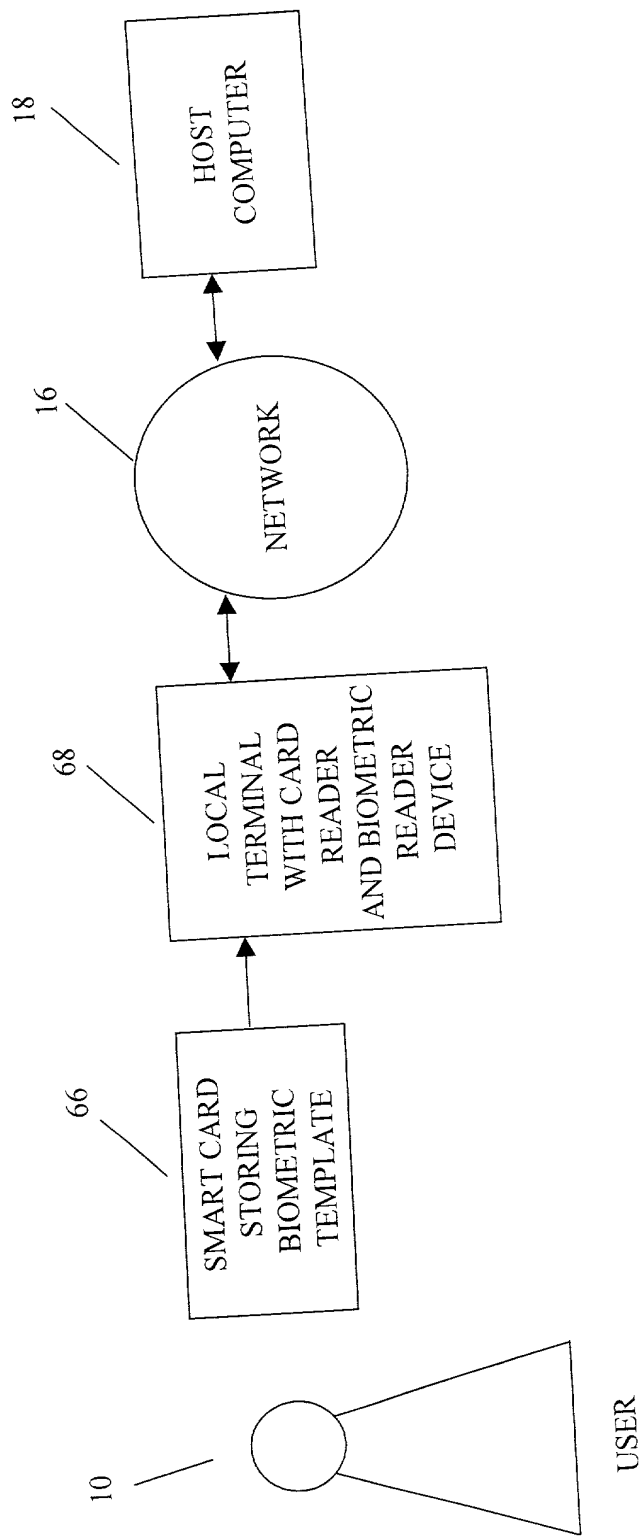 10
USER
66
SMART CARD
STORING
BIOMETRIC
TEMPLATE
68
LOCAL
TERMINAL
WITH CARD
READER
AND BIOMETRIC
READER
DEVICE
16
NETWORK
18
HOST
COMPUTER